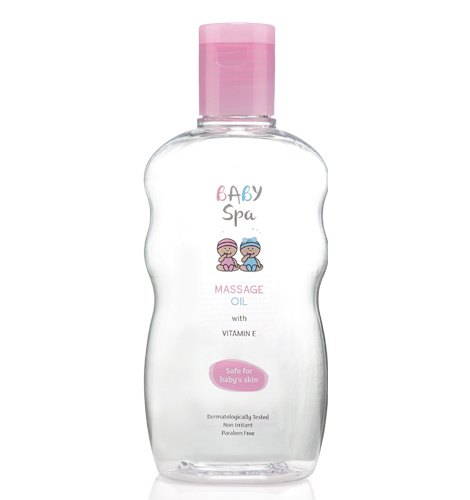 BABY
Spa
MASSAGE
OIL
with
VITAMIN E
Safe for
baby's skin
Dermatologically Tested
Non Irritant
Paraben Free